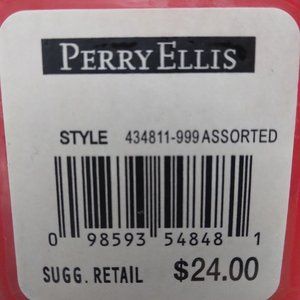 PERRY ELLIS
STYLE 434811-999 ASSORTED
0 98593 54848 1
SUGG. RETAIL $24.00